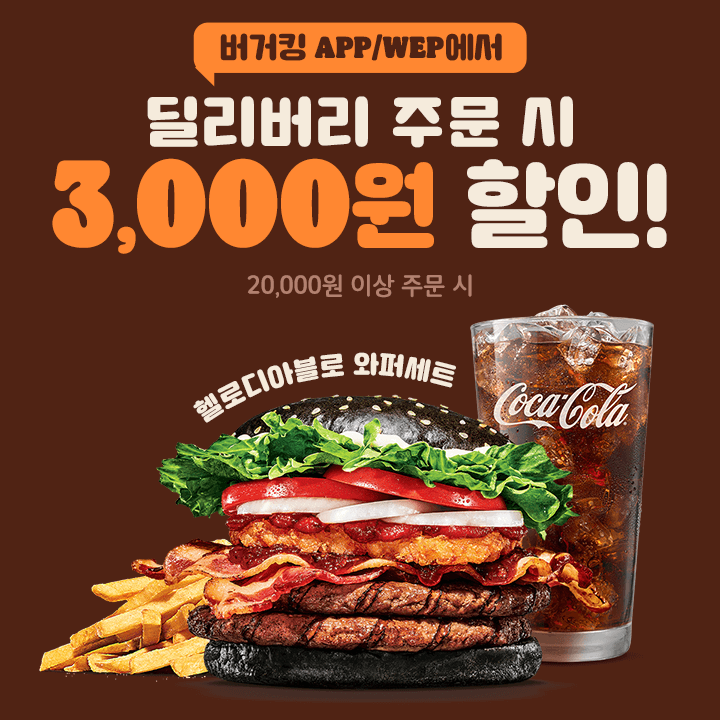 버거킹 APP/WEP에서
딜리버리 주문 시
3,000원 할인!
20,000원 이상 주문 시
헬로디아블로 와퍼세트
Coca-Cola